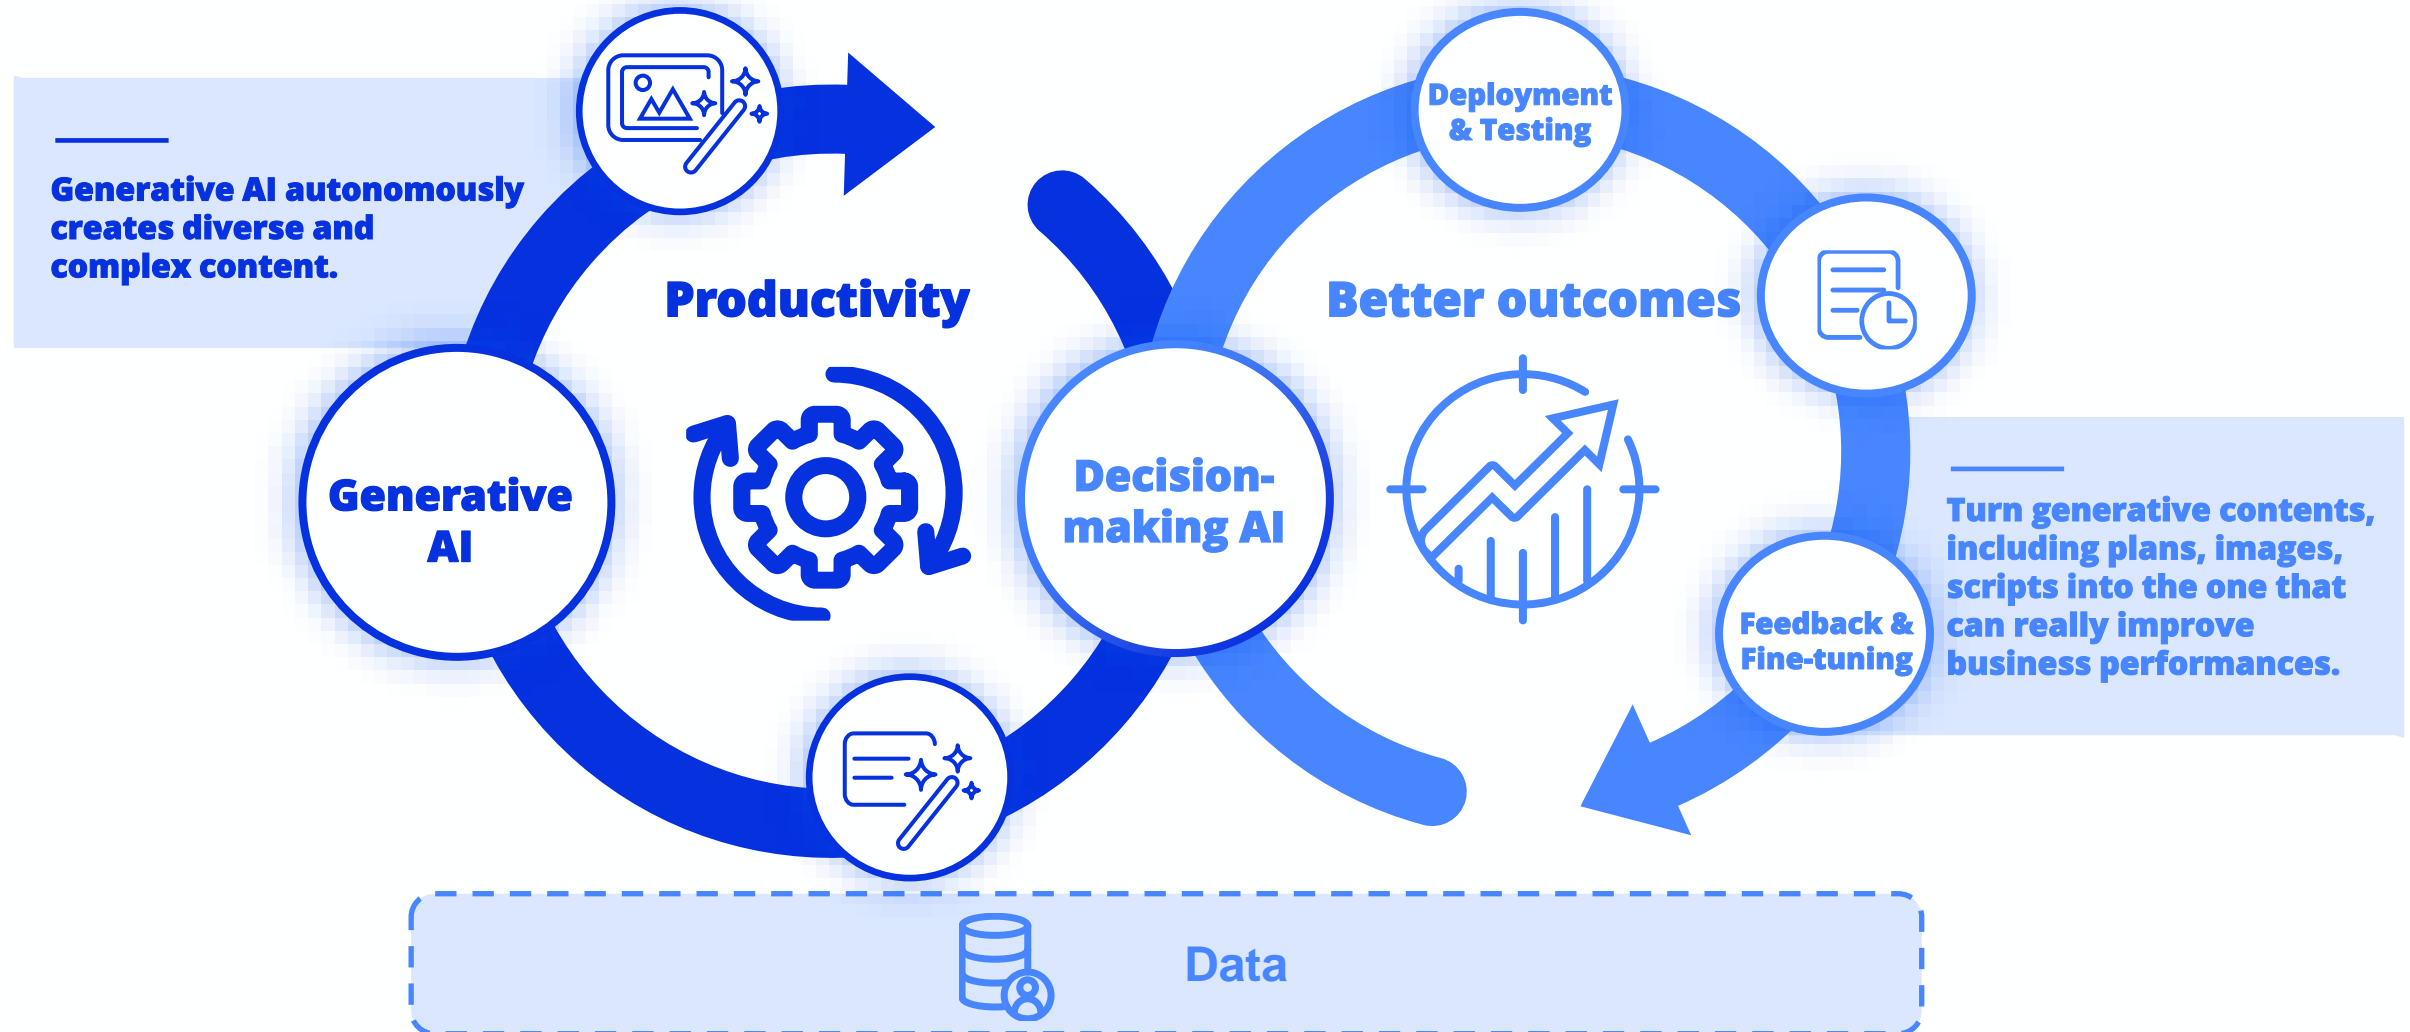 Generative AI autonomously
creates diverse and
complex content.
Productivity
Generative
AI
Decision-
making AI
Deployment
& Testing
Better outcomes
Feedback &
Fine-tuning
Turn generative contents,
including plans, images,
scripts into the one that
can really improve
business performances.
Data